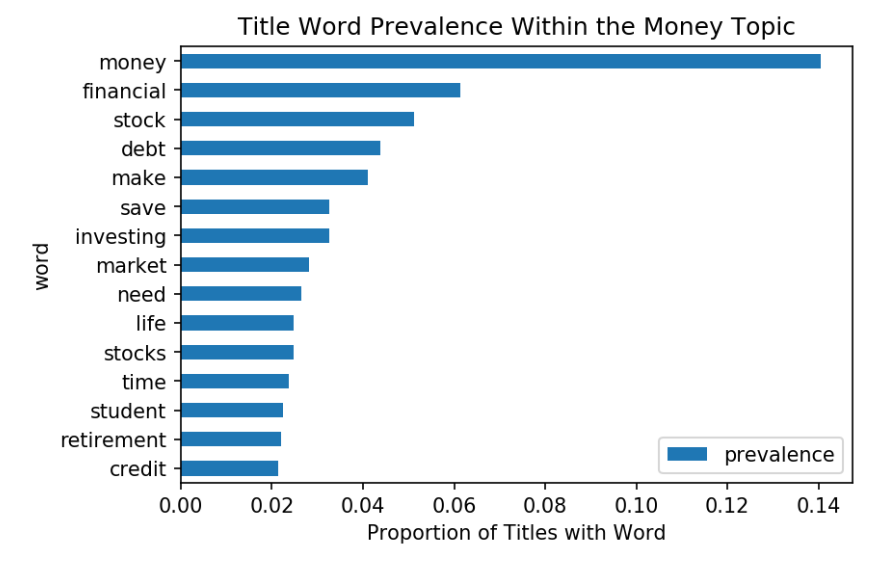 Title Word Prevalence Within the Money Topic
money
financial
stock
debt
make
save
investing
market
need
life
stocks
time
student
retirement
credit
word
prevalence
0.00 0.02 0.04 0.06 0.08 0.10 0.12 0.14
Proportion of Titles with Word